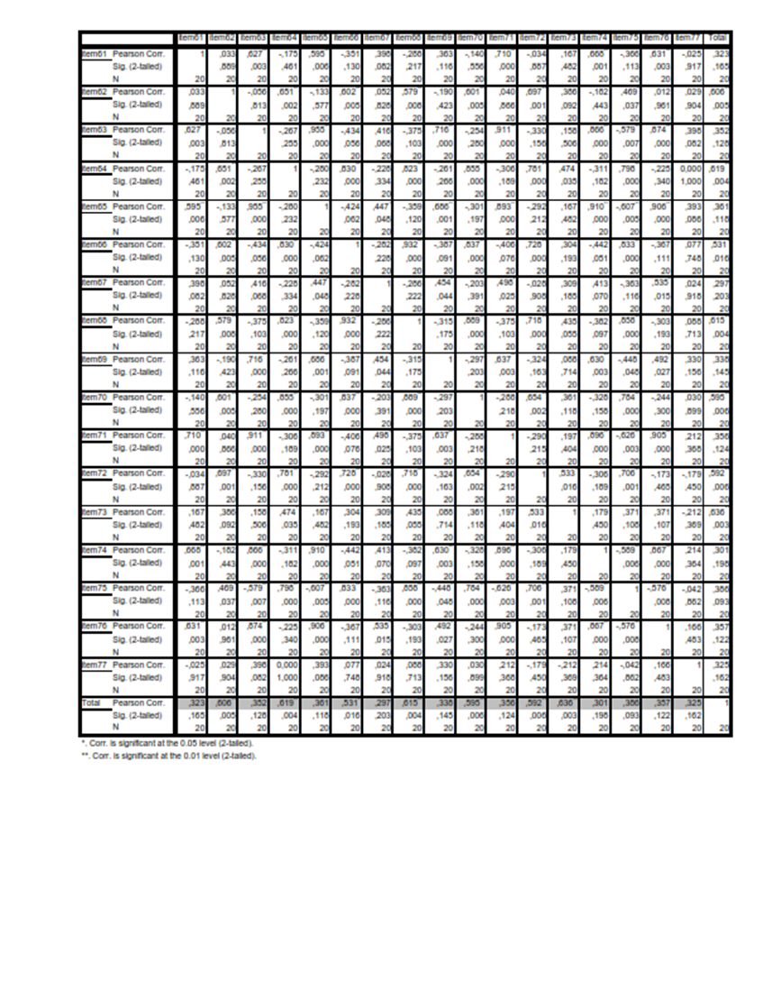 Item61 Item62 Item63 Item64 Item65 Item66 Item67 Item68 Item69 Item70 Item71 Item72 Item73 Item74 Item75 Item76 Item77 Total
Item61 Pearson Corr. 1 ,033 ,627 -,175 ,595 -,351 ,398 -,288 ,363 -,140 ,710 -,034 ,167 ,668 -,366 ,631 -,025 ,323
Sig. (2-tailed) ,889 ,003 ,461 ,006 ,130 ,082 ,217 ,116 ,556 ,000 ,887 ,482 ,001 ,113 ,003 ,917 ,165
N 20 20 20 20 20 20 20 20 20 20 20 20 20 20 20 20 20 20
Item62 Pearson Corr. ,033 1 -,056 ,651 -,133 ,602 ,052 ,579 -,190 ,601 ,040 ,697 ,386 -,182 ,469 ,012 ,029 ,606
Sig. (2-tailed) ,889 ,813 ,002 ,577 ,005 ,828 ,008 ,423 ,005 ,866 ,001 ,092 ,443 ,037 ,961 ,904 ,005
N 20 20 20 20 20 20 20 20 20 20 20 20 20 20 20 20 20 20
Item63 Pearson Corr. ,627 -,056 1 -,267 ,955 -,434 ,416 -,375 ,716 -,254 ,911 -,330 ,158 ,866 -,579 ,874 ,398 ,352
Sig. (2-tailed) ,003 ,813 ,255 ,000 ,056 ,068 ,103 ,000 ,280 ,000 ,156 ,506 ,000 ,007 ,000 ,082 ,128
N 20 20 20 20 20 20 20 20 20 20 20 20 20 20 20 20 20 20
Item64 Pearson Corr. -,175 ,651 -,267 1 -,280 ,830 -,228 ,823 -,261 ,855 -,306 ,781 ,474 -,311 ,798 -,225 0,000 ,619
Sig. (2-tailed) ,461 ,002 ,255 ,232 ,000 ,334 ,000 ,266 ,000 ,189 ,000 ,035 ,182 ,000 ,340 1,000 ,004
N 20 20 20 20 20 20 20 20 20 20 20 20 20 20 20 20 20 20
Item65 Pearson Corr. ,595 -,133 ,955 -,280 1 -,424 ,447 -,359 ,686 -,301 ,893 -,292 ,167 ,910 -,607 ,906 ,393 ,361
Sig. (2-tailed) ,006 ,577 ,000 ,232 ,062 ,048 ,120 ,001 ,197 ,000 ,212 ,482 ,000 ,005 ,000 ,086 ,118
N 20 20 20 20 20 20 20 20 20 20 20 20 20 20 20 20 20 20
Item66 Pearson Corr. -,351 ,602 -,434 ,830 -,424 1 -,282 ,932 -,387 ,837 -,406 ,728 ,304 -,442 ,833 -,367 ,077 ,531
Sig. (2-tailed) ,130 ,005 ,056 ,000 ,062 ,228 ,000 ,091 ,000 ,076 ,000 ,193 ,051 ,000 ,111 ,748 ,016
N 20 20 20 20 20 20 20 20 20 20 20 20 20 20 20 20 20 20
Item67 Pearson Corr. ,398 ,052 ,416 -,228 ,447 -,282 1 -,286 ,454 -,203 ,498 -,028 ,309 ,413 -,363 ,535 ,024 ,297
Sig. (2-tailed) ,082 ,828 ,068 ,334 ,048 ,228 ,222 ,044 ,391 ,025 ,908 ,185 ,070 ,116 ,015 ,918 ,203
N 20 20 20 20 20 20 20 20 20 20 20 20 20 20 20 20 20 20
Item68 Pearson Corr. -,288 ,579 -,375 ,823 -,359 ,932 -,286 1 -,315 ,889 -,375 ,718 ,435 -,382 ,858 -,303 ,088 ,615
Sig. (2-tailed) ,217 ,008 ,103 ,000 ,120 ,000 ,222 ,175 ,000 ,103 ,000 ,055 ,097 ,000 ,193 ,713 ,004
N 20 20 20 20 20 20 20 20 20 20 20 20 20 20 20 20 20 20
Item69 Pearson Corr. ,363 -,190 ,716 -,261 ,686 -,387 ,454 -,315 1 -,297 ,637 -,324 ,088 ,630 -,448 ,492 ,330 ,338
Sig. (2-tailed) ,116 ,423 ,000 ,266 ,001 ,091 ,044 ,175 ,203 ,003 ,163 ,714 ,003 ,048 ,027 ,156 ,145
N 20 20 20 20 20 20 20 20 20 20 20 20 20 20 20 20 20 20
Item70 Pearson Corr. -,140 ,601 -,254 ,855 -,301 ,837 -,203 ,889 -,297 1 -,288 ,654 ,361 -,328 ,784 -,244 ,030 ,595
Sig. (2-tailed) ,556 ,005 ,280 ,000 ,197 ,000 ,391 ,000 ,203 ,218 ,002 ,118 ,158 ,000 ,300 ,899 ,006
N 20 20 20 20 20 20 20 20 20 20 20 20 20 20 20 20 20 20
Item71 Pearson Corr. ,710 ,040 ,911 -,306 ,893 -,406 ,498 -,375 ,637 -,288 1 -,290 ,197 ,896 -,626 ,905 ,212 ,356
Sig. (2-tailed) ,000 ,866 ,000 ,189 ,000 ,076 ,025 ,103 ,003 ,218 ,215 ,404 ,000 ,003 ,000 ,368 ,124
N 20 20 20 20 20 20 20 20 20 20 20 20 20 20 20 20 20 20
Item72 Pearson Corr. -,034 ,697 -,330 ,781 -,292 ,728 -,028 ,718 -,324 ,654 -,290 1 ,533 -,306 ,706 -,173 -,179 ,592
Sig. (2-tailed) ,887 ,001 ,156 ,000 ,212 ,000 ,908 ,000 ,163 ,002 ,215 ,016 ,189 ,001 ,465 ,450 ,006
N 20 20 20 20 20 20 20 20 20 20 20 20 20 20 20 20 20 20
Item73 Pearson Corr. ,167 ,386 ,158 ,474 ,167 ,304 ,309 ,435 ,088 ,361 ,197 ,533 1 ,179 ,371 ,371 -,212 ,636
Sig. (2-tailed) ,482 ,092 ,506 ,035 ,482 ,193 ,185 ,055 ,714 ,118 ,404 ,016 ,450 ,108 ,107 ,369 ,003
N 20 20 20 20 20 20 20 20 20 20 20 20 20 20 20 20 20 20
Item74 Pearson Corr. ,668 -,182 ,866 -,311 ,910 -,442 ,413 -,382 ,630 -,328 ,896 -,306 ,179 1 -,589 ,867 ,214 ,301
Sig. (2-tailed) ,001 ,443 ,000 ,182 ,000 ,051 ,070 ,097 ,003 ,158 ,000 ,189 ,450 ,006 ,000 ,364 ,198
N 20 20 20 20 20 20 20 20 20 20 20 20 20 20 20 20 20 20
Item75 Pearson Corr. -,366 ,469 -,579 ,798 -,607 ,833 -,363 ,858 -,448 ,784 -,626 ,706 ,371 -,589 1 -,576 -,042 ,386
Sig. (2-tailed) ,113 ,037 ,007 ,000 ,005 ,000 ,116 ,000 ,048 ,000 ,003 ,001 ,108 ,006 ,008 ,862 ,093
N 20 20 20 20 20 20 20 20 20 20 20 20 20 20 20 20 20 20
Item76 Pearson Corr. ,631 ,012 ,874 -,225 ,906 -,367 ,535 -,303 ,492 -,244 ,905 -,173 ,371 ,867 -,576 1 ,166 ,357
Sig. (2-tailed) ,003 ,961 ,000 ,340 ,000 ,111 ,015 ,193 ,027 ,300 ,000 ,465 ,107 ,000 ,008 ,483 ,122
N 20 20 20 20 20 20 20 20 20 20 20 20 20 20 20 20 20 20
Item77 Pearson Corr. -,025 ,029 ,398 0,000 ,393 ,077 ,024 ,088 ,330 ,030 ,212 -,179 -,212 ,214 -,042 ,166 1 ,325
Sig. (2-tailed) ,917 ,904 ,082 1,000 ,086 ,748 ,918 ,713 ,156 ,899 ,368 ,450 ,369 ,364 ,862 ,483 ,162
N 20 20 20 20 20 20 20 20 20 20 20 20 20 20 20 20 20 20
Total Pearson Corr. ,323 ,606 ,352 ,619 ,361 ,531 ,297 ,615 ,338 ,595 ,356 ,592 ,636 ,301 ,386 ,357 ,325 1
Sig. (2-tailed) ,165 ,005 ,128 ,004 ,118 ,016 ,203 ,004 ,145 ,006 ,124 ,006 ,003 ,198 ,093 ,122 ,162
N 20 20 20 20 20 20 20 20 20 20 20 20 20 20 20 20 20 20
*. Corr. is significant at the 0.05 level (2-tailed).
**. Corr. is significant at the 0.01 level (2-tailed).